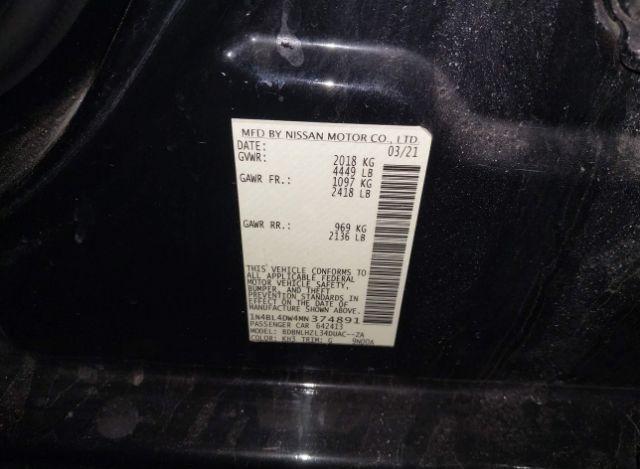 MFD BY NISSAN MOTOR CO., LTD
DATE: 03/21
GVWR: 2018 KG
4449 LB
GAWR FR.: 1097 KG
2418 LB
GAWR RR.: 969 KG
2136 LB
THIS VEHICLE CONFORMS TO
ALL APPLICABLE FEDERAL
MOTOR VEHICLE SAFETY,
BUMPER, AND THEFT
PREVENTION STANDARDS IN
EFFECT ON THE DATE OF
MANUFACTURE SHOWN ABOVE.
1N4BL4DW4MN374891
PASSENGER CAR 642413
MODEL: BDBNLHZL34DUAC--ZA
COLOR: KH3 TRIM: G 9NDDA